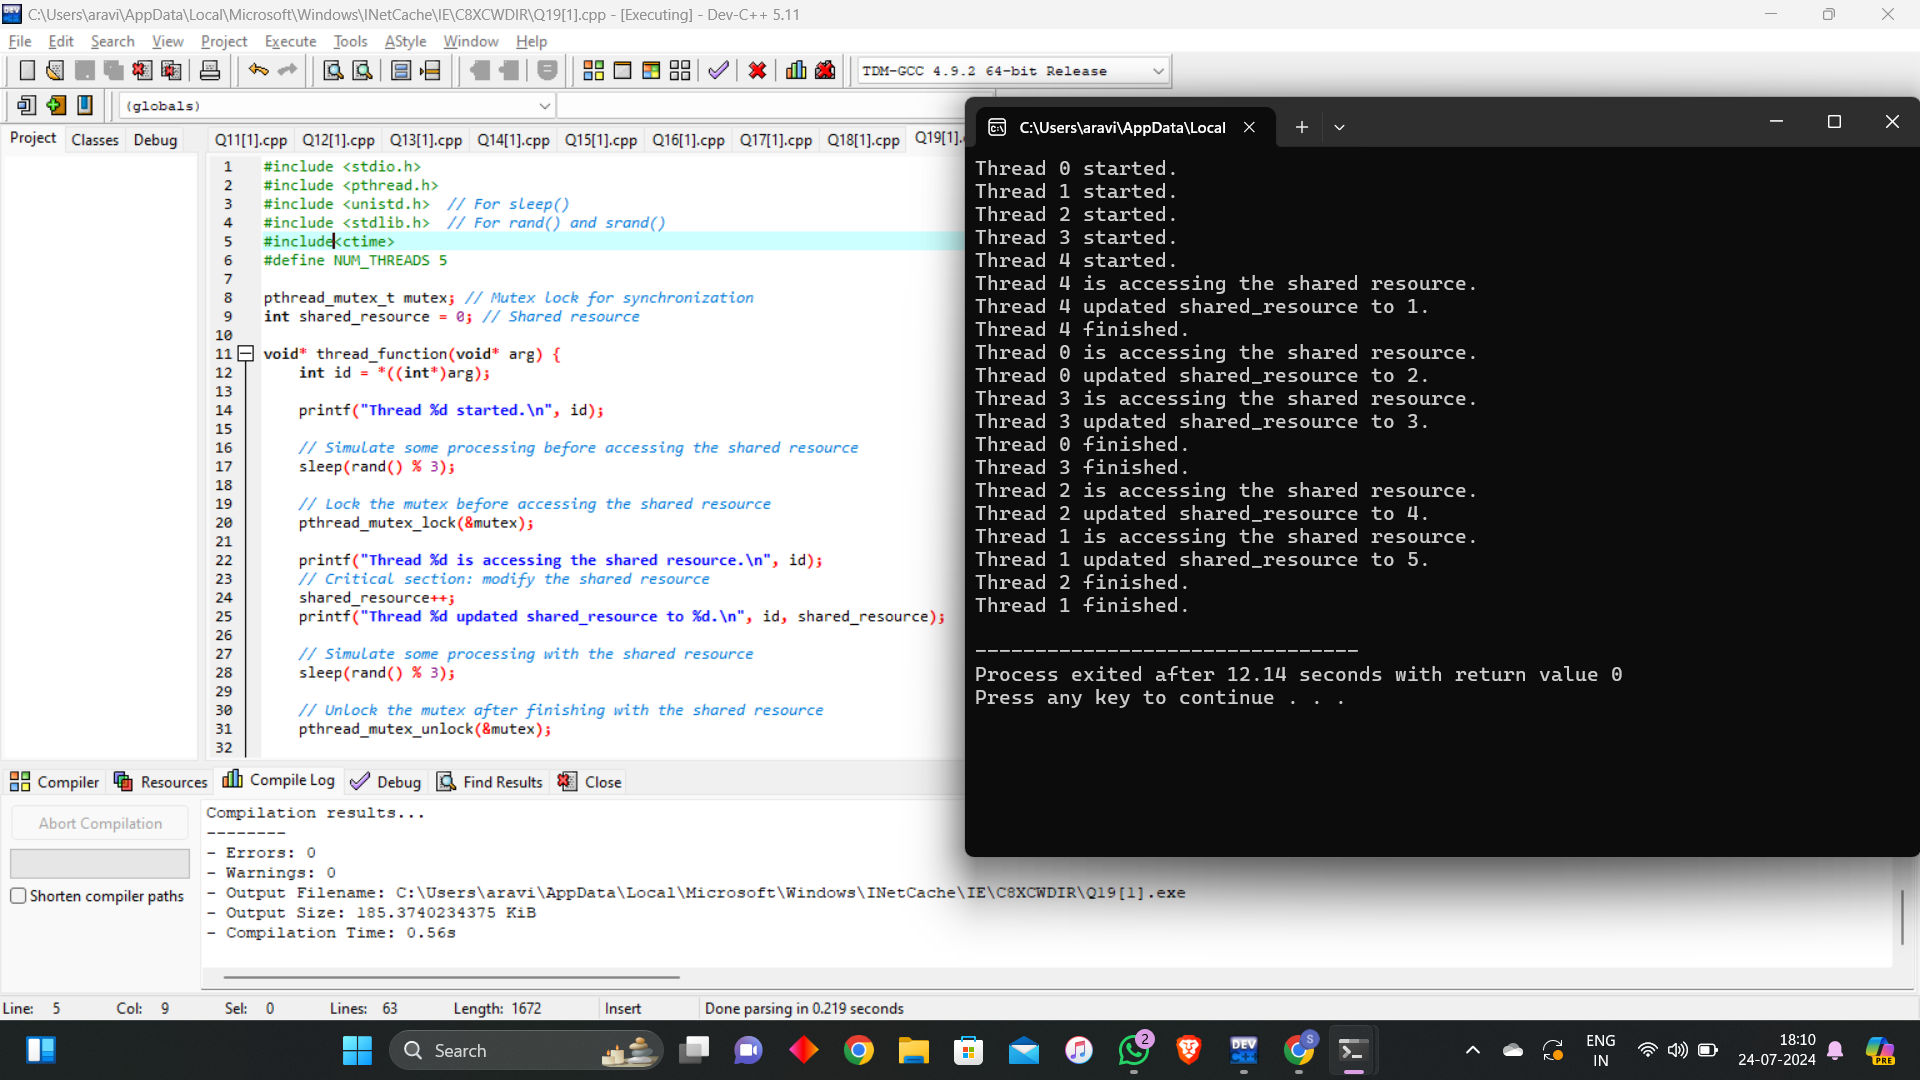 C:\Users\aravi\AppData\Local\Microsoft\Windows\INetCache\IE\C8XCWDIR\Q19[1].cpp - [Executing] - Dev-C++ 5.11
File Edit Search View Project Execute Tools AStyle Window Help
TDM-GCC 4.9.2 64-bit Release
(globals)
Project Classes Debug
Q11[1].cpp Q12[1].cpp Q13[1].cpp Q14[1].cpp Q15[1].cpp Q16[1].cpp Q17[1].cpp Q18[1].cpp Q19[1].
1 #include <stdio.h>
2 #include <pthread.h>
3 #include <unistd.h> // For sleep()
4 #include <stdlib.h> // For rand() and srand()
5 #include<ctime>
6 #define NUM_THREADS 5
7
8 pthread_mutex_t mutex; // Mutex lock for synchronization
9 int shared_resource = 0; // Shared resource
10
11 void* thread_function(void* arg) {
12 int id = *((int*)arg);
13
14 printf("Thread %d started.\n", id);
15
16 // Simulate some processing before accessing the shared resource
17 sleep(rand() % 3);
18
19 // Lock the mutex before accessing the shared resource
20 pthread_mutex_lock(&mutex);
21
22 printf("Thread %d is accessing the shared resource.\n", id);
23 // Critical section: modify the shared resource
24 shared_resource++;
25 printf("Thread %d updated shared_resource to %d.\n", id, shared_resource);
26
27 // Simulate some processing with the shared resource
28 sleep(rand() % 3);
29
30 // Unlock the mutex after finishing with the shared resource
31 pthread_mutex_unlock(&mutex);
32
C:\Users\aravi\AppData\Local
Thread 0 started.
Thread 1 started.
Thread 2 started.
Thread 3 started.
Thread 4 started.
Thread 4 is accessing the shared resource.
Thread 4 updated shared_resource to 1.
Thread 4 finished.
Thread 0 is accessing the shared resource.
Thread 0 updated shared_resource to 2.
Thread 3 is accessing the shared resource.
Thread 3 updated shared_resource to 3.
Thread 0 finished.
Thread 3 finished.
Thread 2 is accessing the shared resource.
Thread 2 updated shared_resource to 4.
Thread 1 is accessing the shared resource.
Thread 1 updated shared_resource to 5.
Thread 2 finished.
Thread 1 finished.
--------------------------------
Process exited after 12.14 seconds with return value 0
Press any key to continue . . .
Compiler Resources Compile Log Debug Find Results Close
Abort Compilation
Shorten compiler paths
Compilation results...
--------
- Errors: 0
- Warnings: 0
- Output Filename: C:\Users\aravi\AppData\Local\Microsoft\Windows\INetCache\IE\C8XCWDIR\Q19[1].exe
- Output Size: 185.3740234375 KiB
- Compilation Time: 0.56s
Line: 5 Col: 9 Sel: 0 Lines: 63 Length: 1672 Insert Done parsing in 0.219 seconds
Search
2
DEV
S
ENG
IN
18:10
24-07-2024
PRE